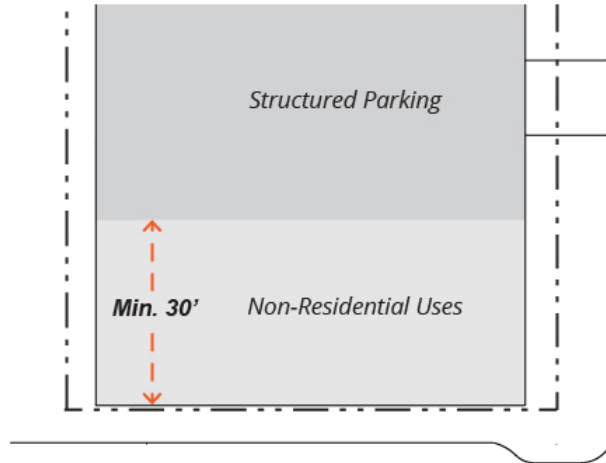 Structured Parking
Min. 30’ Non-Residential Uses